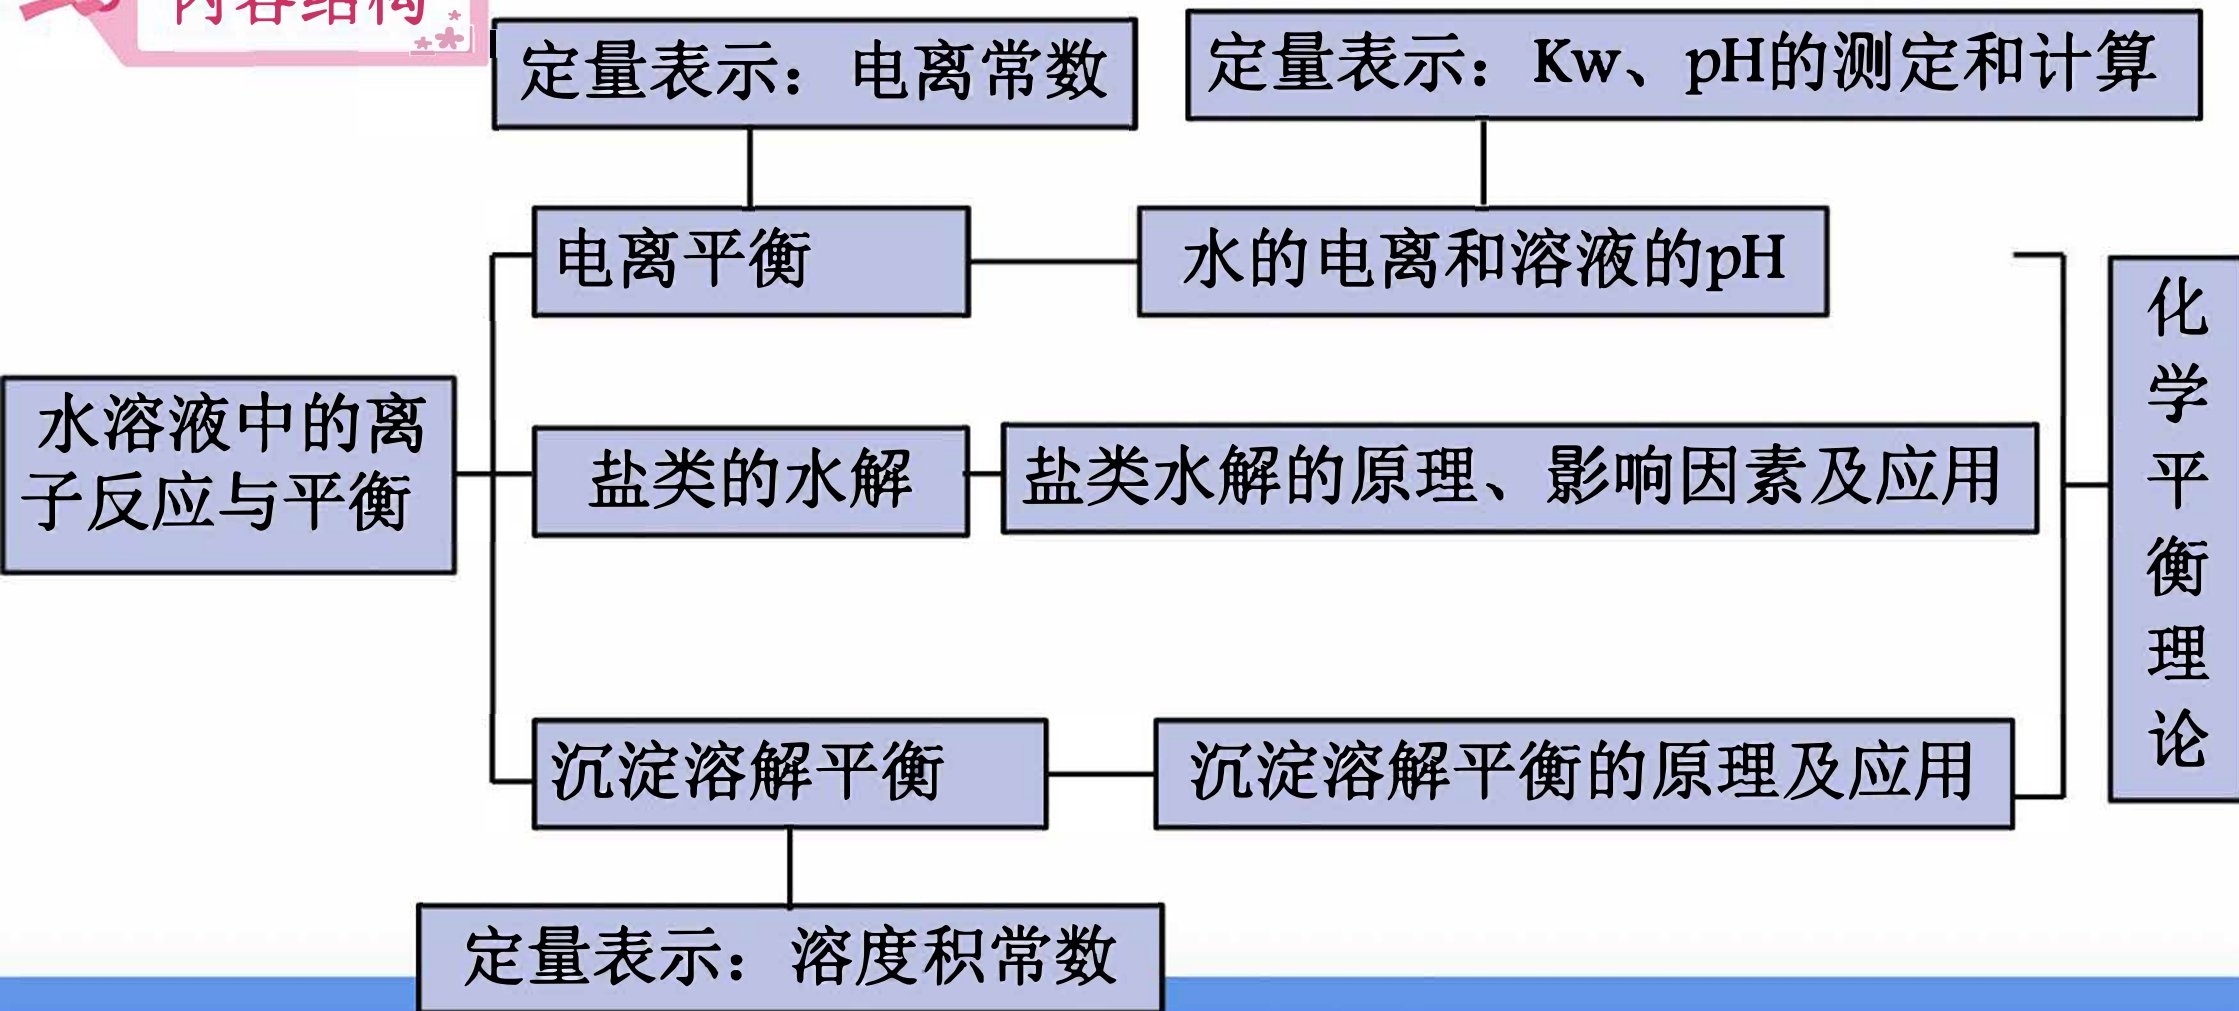 内容结构
定量表示：电离常数
定量表示：Kw、pH的测定和计算
电离平衡
水的电离和溶液的pH
水溶液中的离
子反应与平衡
盐类的水解
盐类水解的原理、影响因素及应用
化
学
平
衡
理
论
沉淀溶解平衡
沉淀溶解平衡的原理及应用
定量表示：溶度积常数